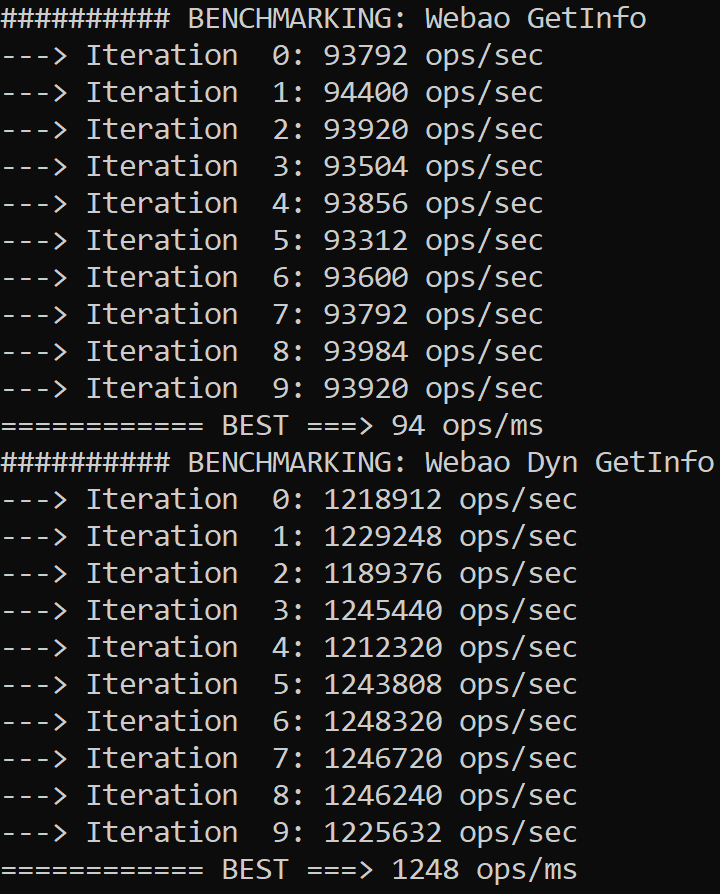 ########## BENCHMARKING: Webao GetInfo
---> Iteration  0: 93792 ops/sec
---> Iteration  1: 94400 ops/sec
---> Iteration  2: 93920 ops/sec
---> Iteration  3: 93504 ops/sec
---> Iteration  4: 93856 ops/sec
---> Iteration  5: 93312 ops/sec
---> Iteration  6: 93600 ops/sec
---> Iteration  7: 93792 ops/sec
---> Iteration  8: 93984 ops/sec
---> Iteration  9: 93920 ops/sec
============ BEST ===> 94 ops/ms
########## BENCHMARKING: Webao Dyn GetInfo
---> Iteration  0: 1218912 ops/sec
---> Iteration  1: 1229248 ops/sec
---> Iteration  2: 1189376 ops/sec
---> Iteration  3: 1245440 ops/sec
---> Iteration  4: 1212320 ops/sec
---> Iteration  5: 1243808 ops/sec
---> Iteration  6: 1248320 ops/sec
---> Iteration  7: 1246720 ops/sec
---> Iteration  8: 1246240 ops/sec
---> Iteration  9: 1225632 ops/sec
============ BEST ===> 1248 ops/ms